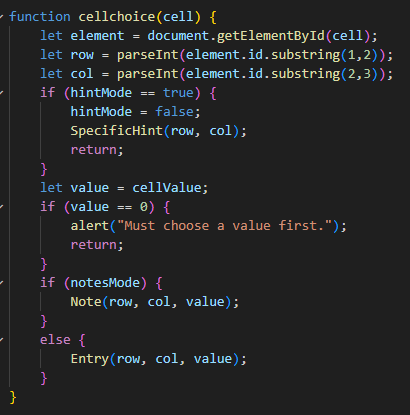 function cellchoice(cell) {
    let element = document.getElementById(cell);
    let row = parseInt(element.id.substring(1,2));
    let col = parseInt(element.id.substring(2,3));
    if (hintMode == true) {
        hintMode = false;
        SpecificHint(row, col);
        return;
    }
    let value = cellValue;
    if (value == 0) {
        alert("Must choose a value first.");
        return;
    }
    if (notesMode) {
        Note(row, col, value);
    }
    else {
        Entry(row, col, value);
    }
}